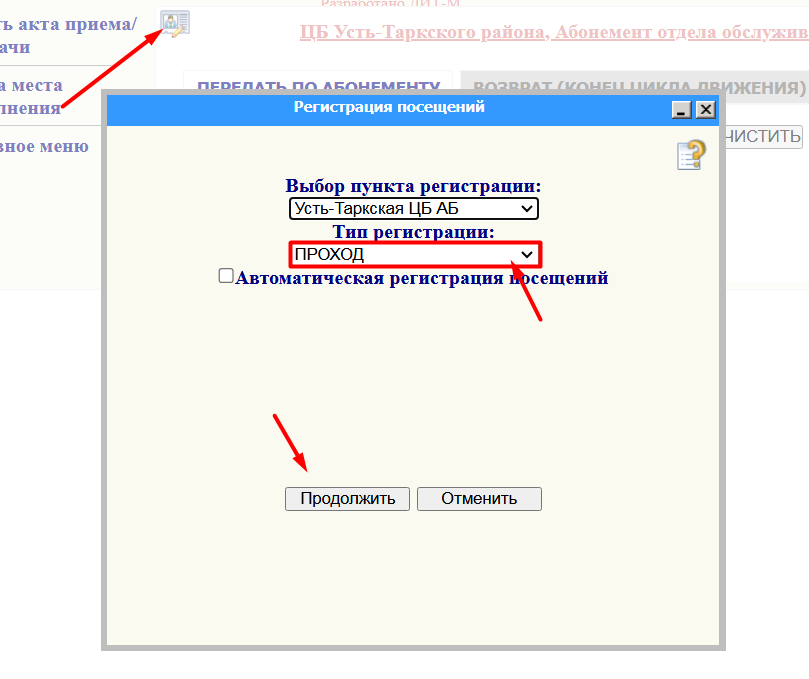 Разработано ДИТ-М
ть акта приема/
ачи
ЦБ Усть-Таркского района, Абонемент отдела обслужив
а места
лнения
ПЕРЕДАТЬ ПО АБОНЕМЕНТУ
ВОЗВРАТ (КОНЕЦ ЦИКЛА ДВИЖЕНИЯ)
вное меню
ЧИСТИТЬ
Регистрация посещений
Выбор пункта регистрации:
Усть-Таркская ЦБ АБ
Тип регистрации:
ПРОХОД
Автоматическая регистрация посещений
Продолжить
Отменить